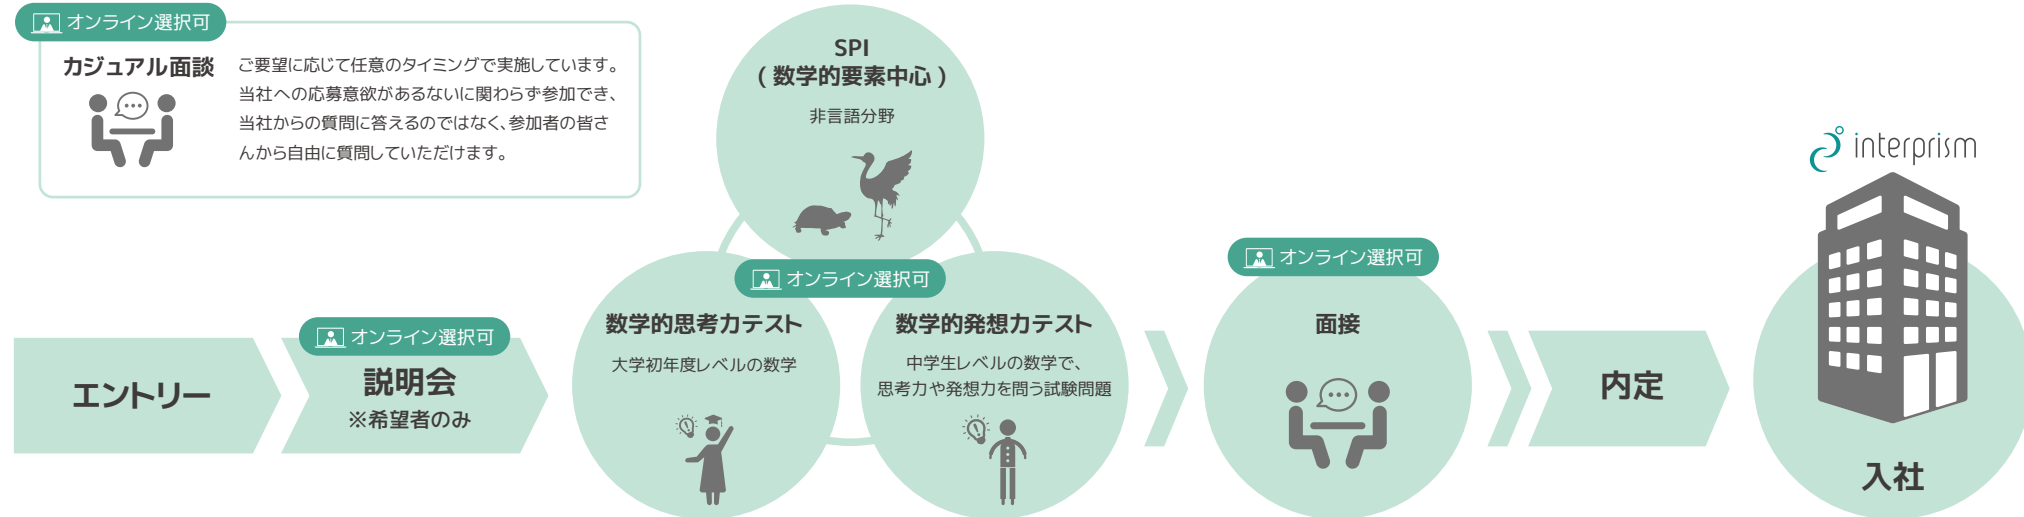 オンライン選択可
カジュアル面談
ご要望に応じて任意のタイミングで実施しています。
当社への応募意欲があるないに関わらず参加でき、
当社からの質問に答えるのではなく、参加者の皆さ
んから自由に質問していただけます。
エントリー
オンライン選択可
説明会
※希望者のみ
SPI
( 数学的要素中心 )
非言語分野
オンライン選択可
数学的思考力テスト
大学初年度レベルの数学
数学的発想力テスト
中学生レベルの数学で、
思考力や発想力を問う試験問題
オンライン選択可
面接
内定
interprism
入社